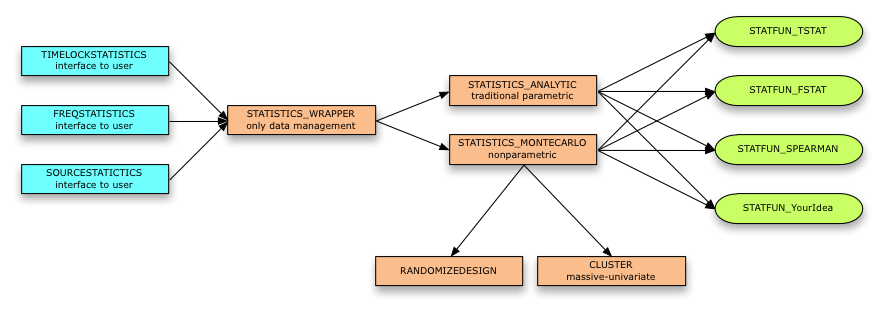 TIMELOCKSTATISTICS
interface to user
FREQSTATISTICS
interface to user
SOURCESTATICTICS
interface to user
STATISTICS_WRAPPER
only data management
STATISTICS_ANALYTIC
traditional parametric
STATISTICS_MONTECARLO
nonparametric
STATFUN_TSTAT
STATFUN_FSTAT
STATFUN_SPEARMAN
STATFUN_YourIdea
RANDOMIZEDESIGN
CLUSTER
massive-univariate